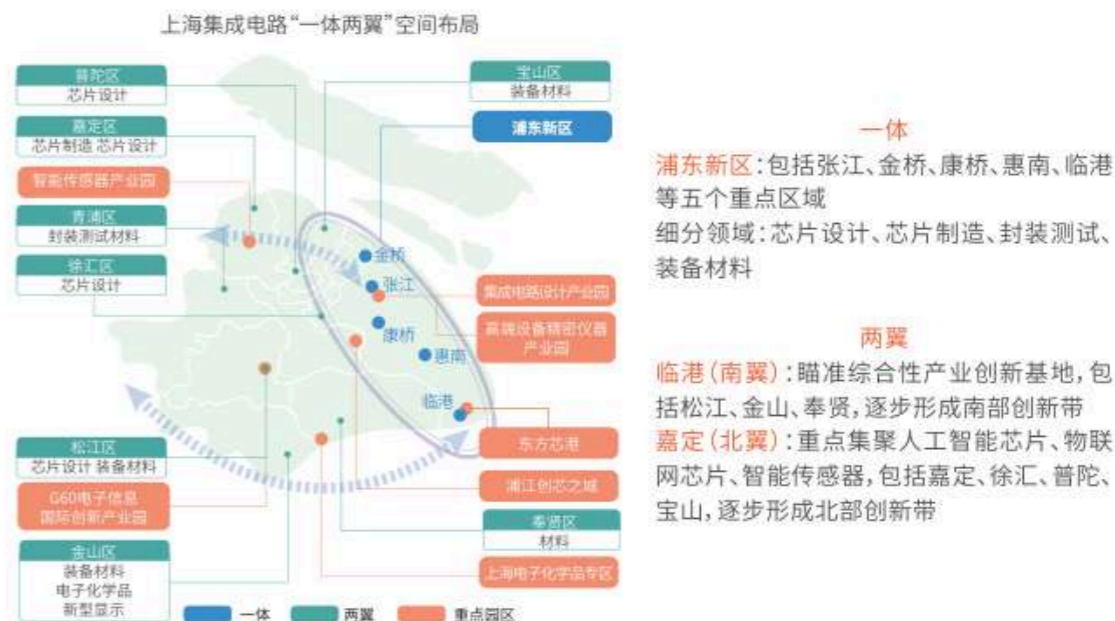 上海集成电路“一体两翼”空间布局
普陀区
芯片设计
嘉定区
芯片制造 芯片设计
智能传感器产业园
青浦区
封装测试材料
徐汇区
芯片设计
松江区
芯片设计 装备材料
G60电子信息
国际创新产业园
金山区
装备材料
电子化学品
新型显示
金桥
张江
康桥
惠南
临港
宝山区
装备材料
浦东新区
集成电路设计产业园
高端设备精密仪器
产业园
东方芯港
浦江创芯之城
奉贤区
材料
上海电子化学品专区
一体
两翼
重点园区
一体
浦东新区:包括张江、金桥、康桥、惠南、临港
等五个重点区域
细分领域:芯片设计、芯片制造、封装测试、
装备材料
两翼
临港(南翼):瞄准综合性产业创新基地,包
括松江、金山、奉贤,逐步形成南部创新带
嘉定(北翼):重点集聚人工智能芯片、物联
网芯片、智能传感器,包括嘉定、徐汇、普陀、
宝山,逐步形成北部创新带